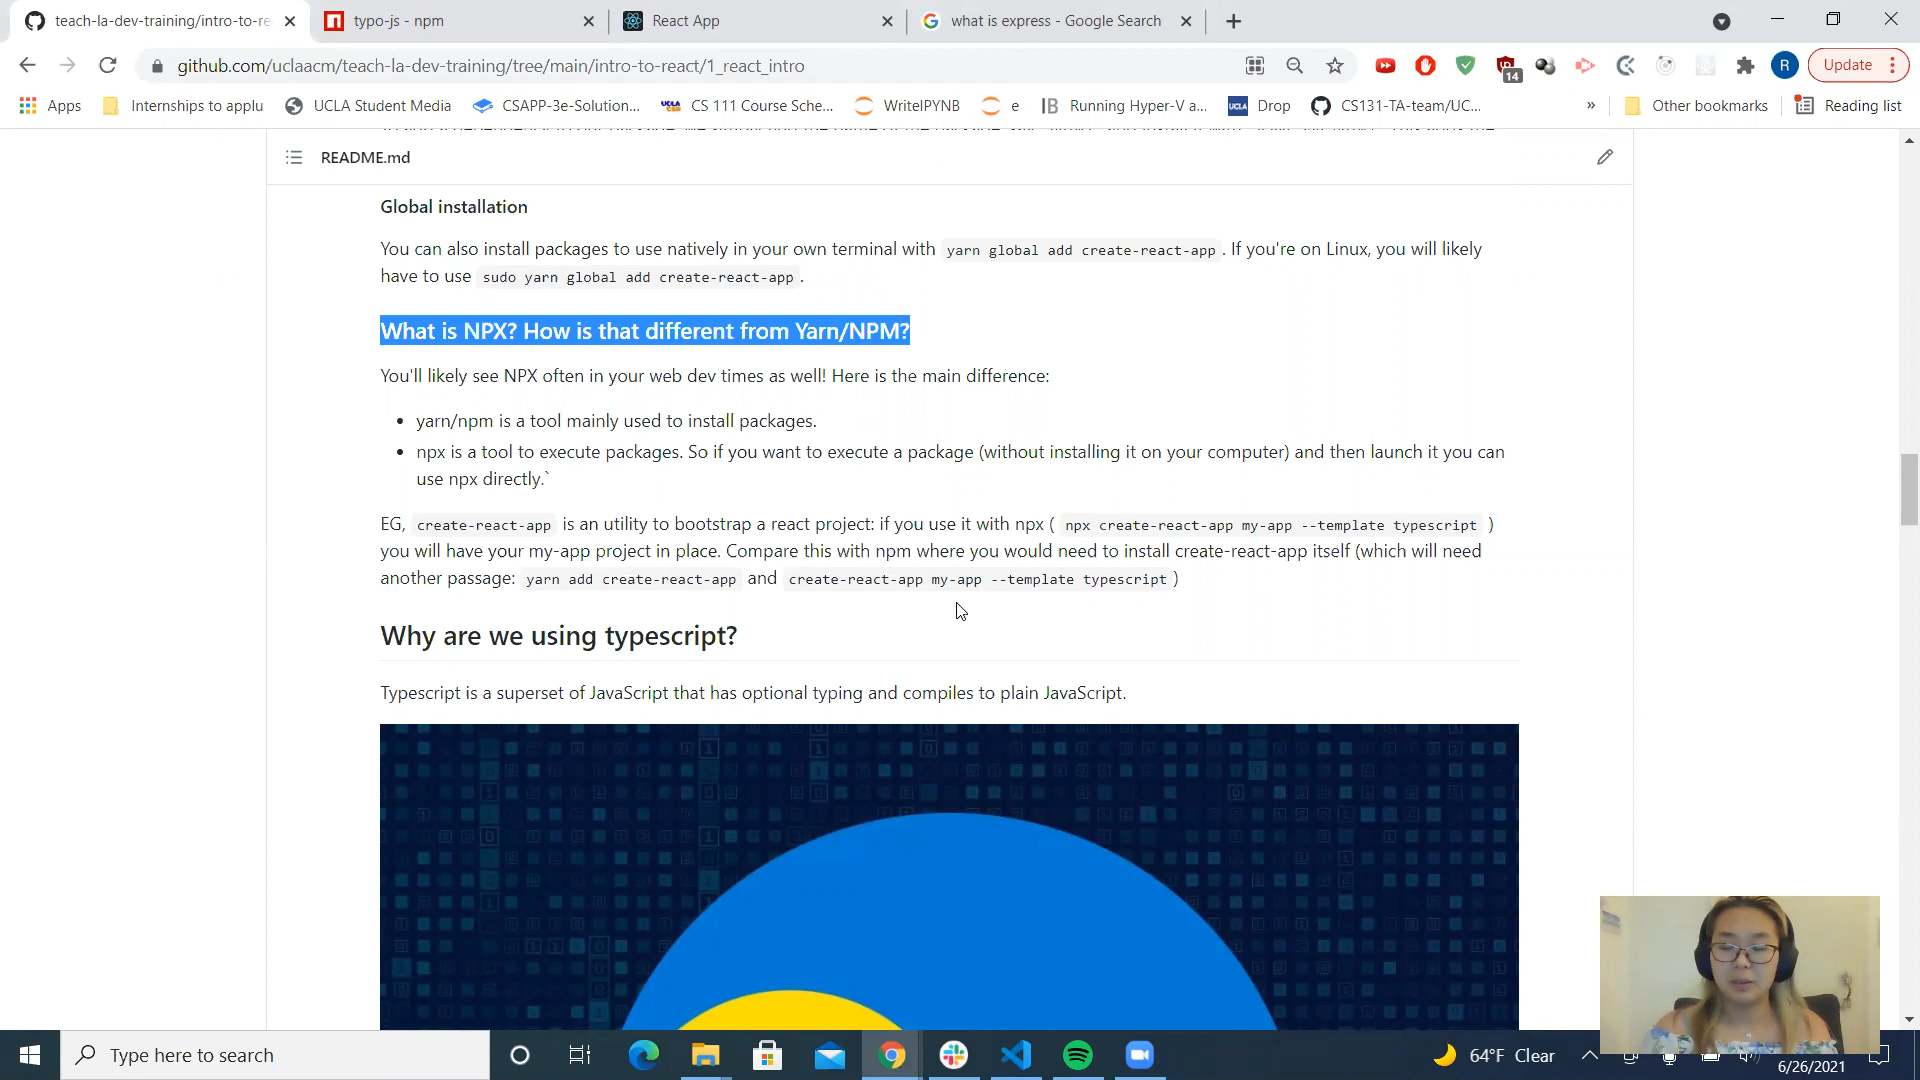 teach-la-dev-training/intro-to-re
typo-js - npm
React App
what is express - Google Search
github.com/uclaacm/teach-la-dev-training/tree/main/intro-to-react/1_react_intro
14
R
Update
Apps
Internships to applu
UCLA Student Media
CSAPP-3e-Solution...
CS 111 Course Sche...
WriteIPYNB
e
Running Hyper-V a...
Drop
CS131-TA-team/UC...
»
Other bookmarks
Reading list
README.md
Global installation
You can also install packages to use natively in your own terminal with yarn global add create-react-app . If you're on Linux, you will likely
have to use sudo yarn global add create-react-app .
What is NPX? How is that different from Yarn/NPM?
You'll likely see NPX often in your web dev times as well! Here is the main difference:
• yarn/npm is a tool mainly used to install packages.
• npx is a tool to execute packages. So if you want to execute a package (without installing it on your computer) and then launch it you can
use npx directly.`
EG, create-react-app is an utility to bootstrap a react project: if you use it with npx ( npx create-react-app my-app --template typescript )
you will have your my-app project in place. Compare this with npm where you would need to install create-react-app itself (which will need
another passage: yarn add create-react-app and create-react-app my-app --template typescript )
Why are we using typescript?
Typescript is a superset of JavaScript that has optional typing and compiles to plain JavaScript.
Type here to search
64°F Clear
6/26/2021